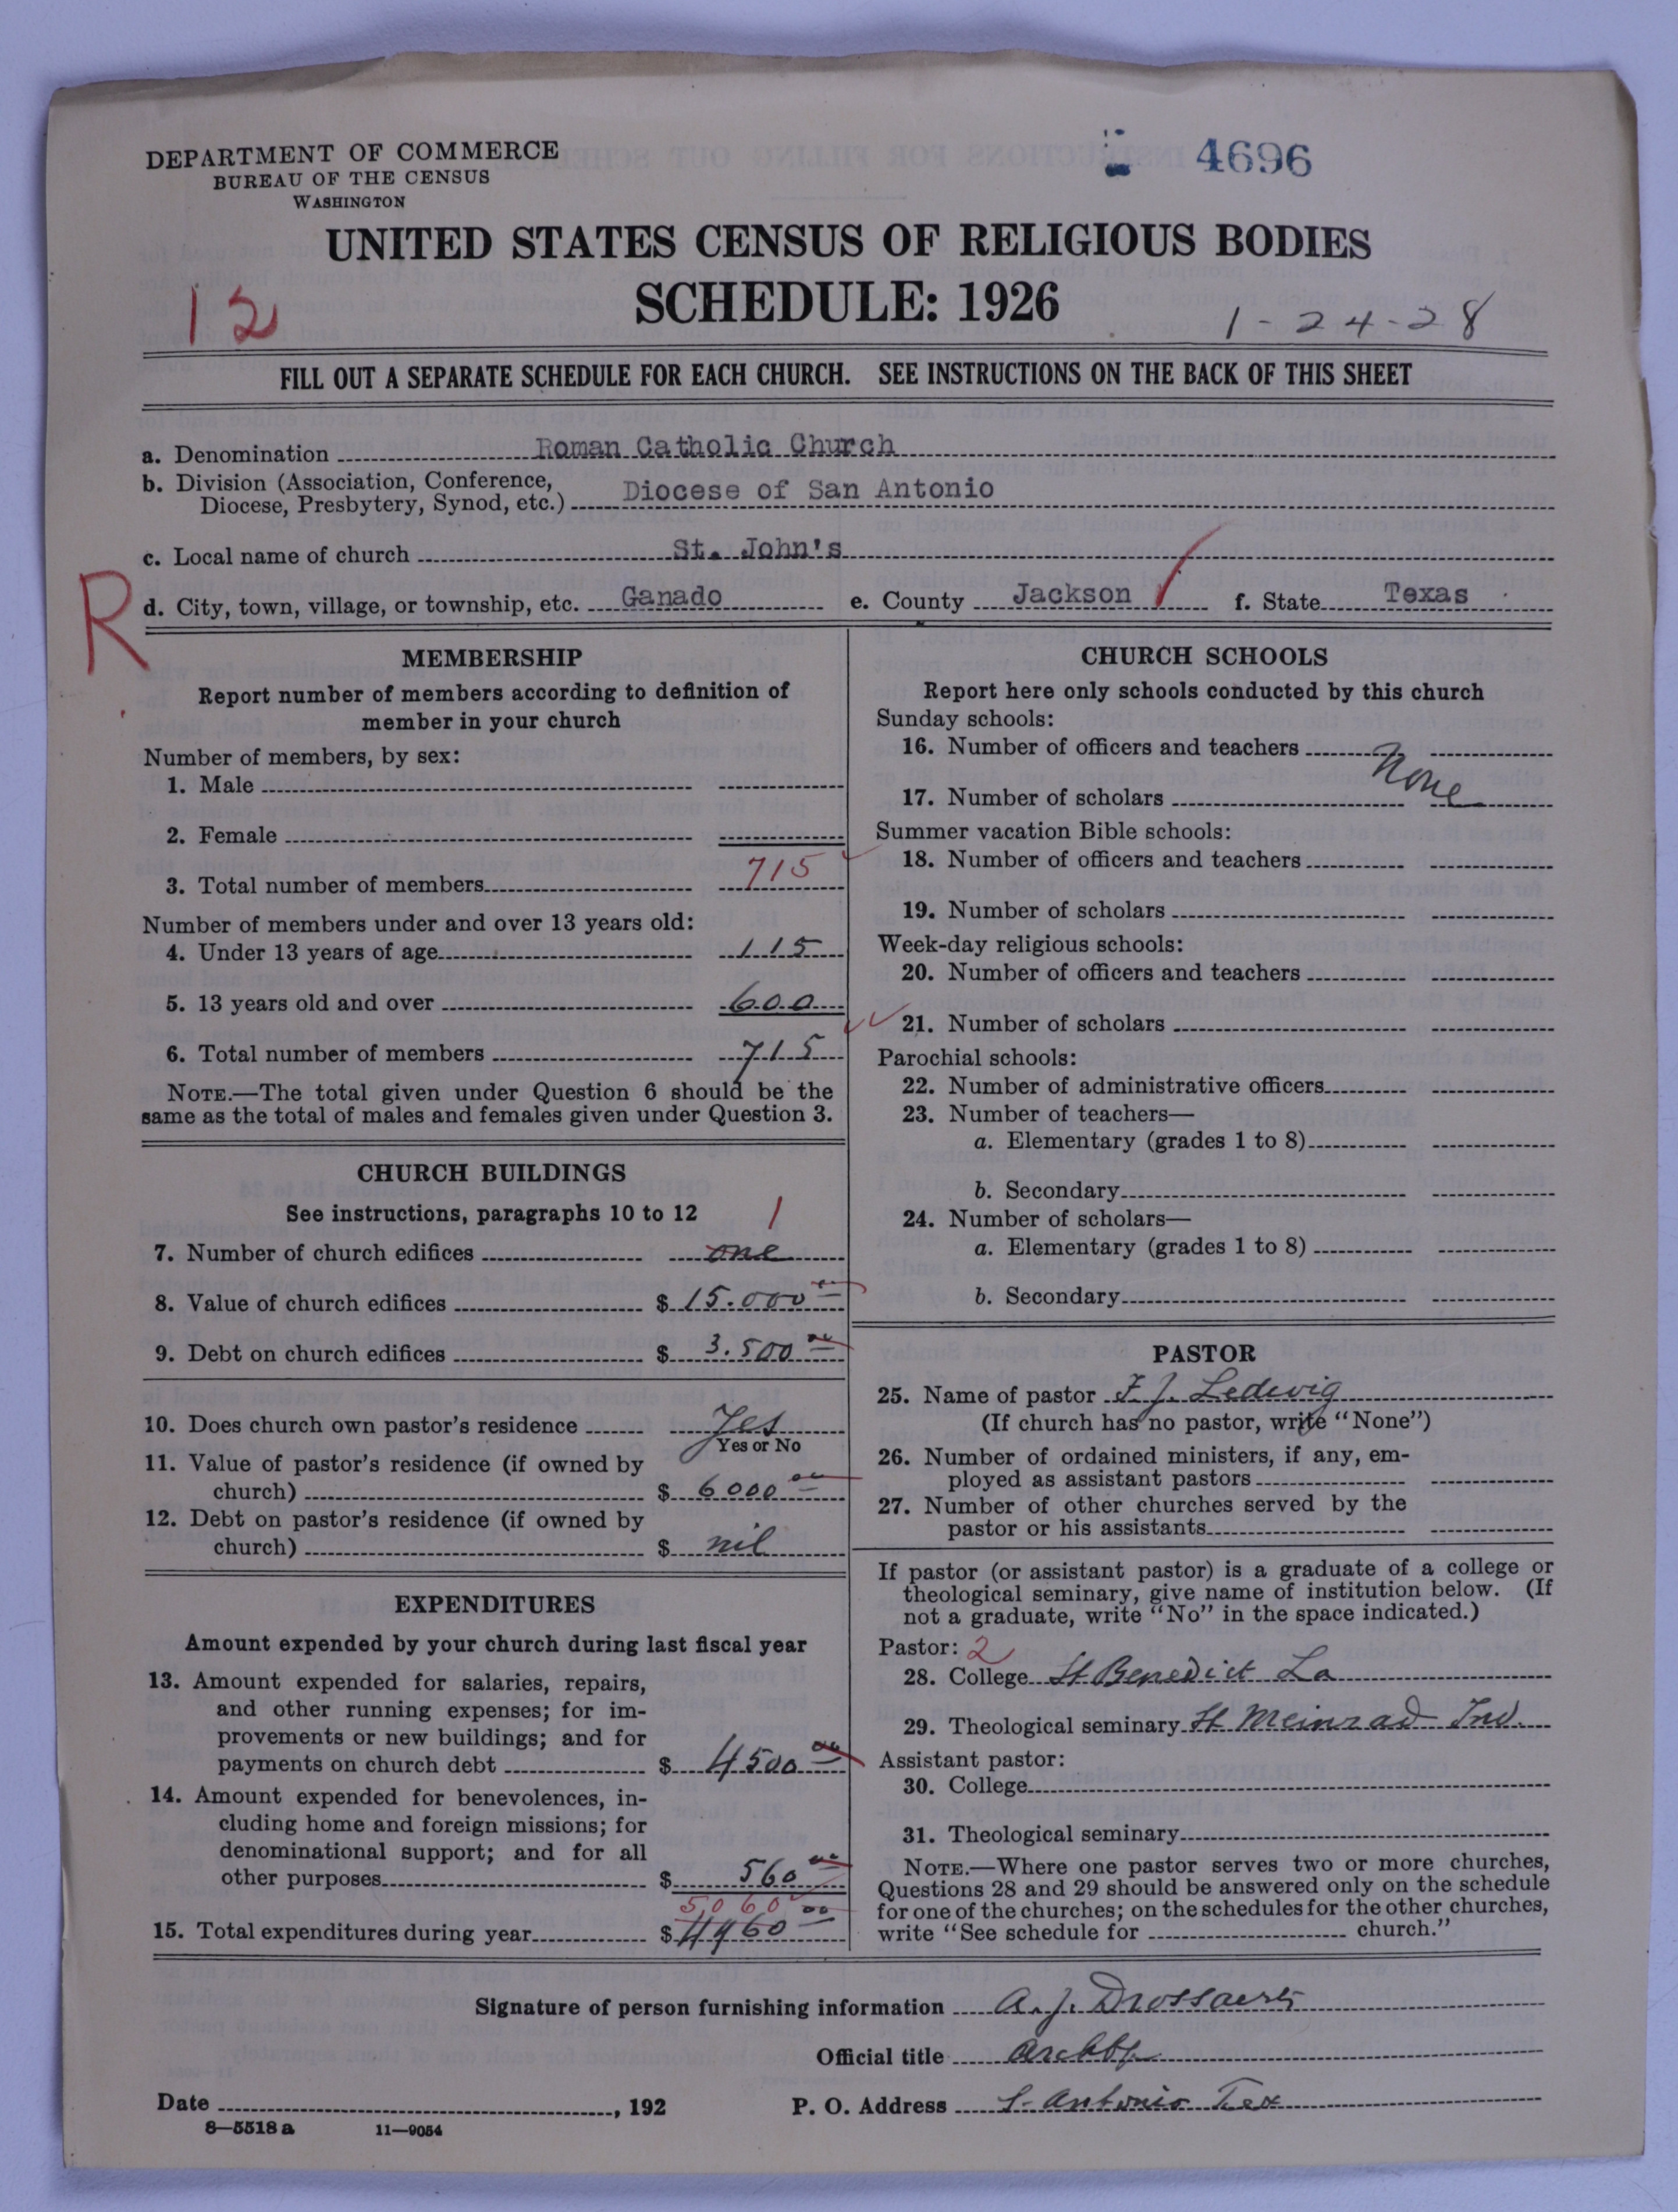 DEPARTMENT OF COMMERCE
BUREAU OF THE CENSUS
WASHINGTON
4696
UNITED STATES CENSUS OF RELIGIOUS BODIES
SCHEDULE: 1926
12
1-24-28
FILL OUT A SEPARATE SCHEDULE FOR EACH CHURCH. SEE INSTRUCTIONS ON THE BACK OF THIS SHEET
a. Denomination Roman Catholic Church
b. Division (Association, Conference,
Diocese, Presbytery, Synod, etc.) Diocese of San Antonio
c. Local name of church St. John's
R
d. City, town, village, or township, etc. Ganado e. County Jackson f. State Texas
MEMBERSHIP
Report number of members according to definition of
member in your church
Number of members, by sex:
1. Male
2. Female
3. Total number of members 715
Number of members under and over 13 years old:
4. Under 13 years of age 115
5. 13 years old and over 600
6. Total number of members 715
NOTE.—The total given under Question 6 should be the
same as the total of males and females given under Question 3.
CHURCH BUILDINGS
See instructions, paragraphs 10 to 12
1
7. Number of church edifices one
8. Value of church edifices $ 15.000 00
9. Debt on church edifices $ 3.500 00
10. Does church own pastor's residence Yes
Yes or No
11. Value of pastor's residence (if owned by
church) $ 6000 00
12. Debt on pastor's residence (if owned by
church) $ nil
EXPENDITURES
Amount expended by your church during last fiscal year
13. Amount expended for salaries, repairs,
and other running expenses; for im-
provements or new buildings; and for
payments on church debt $ 4500 00
14. Amount expended for benevolences, in-
cluding home and foreign missions; for
denominational support; and for all
other purposes $ 560 00
5060
15. Total expenditures during year $ 4960 00
CHURCH SCHOOLS
Report here only schools conducted by this church
Sunday schools:
16. Number of officers and teachers
None
17. Number of scholars
Summer vacation Bible schools:
18. Number of officers and teachers
19. Number of scholars
Week-day religious schools:
20. Number of officers and teachers
21. Number of scholars
Parochial schools:
22. Number of administrative officers
23. Number of teachers—
a. Elementary (grades 1 to 8)
b. Secondary
24. Number of scholars—
a. Elementary (grades 1 to 8)
b. Secondary
PASTOR
25. Name of pastor F. J. Ledwig
(If church has no pastor, write "None")
26. Number of ordained ministers, if any, em-
ployed as assistant pastors
27. Number of other churches served by the
pastor or his assistants
If pastor (or assistant pastor) is a graduate of a college or
theological seminary, give name of institution below. (If
not a graduate, write "No" in the space indicated.)
Pastor: 2
28. College St Benedict La
29. Theological seminary St Meinrad Ind.
Assistant pastor:
30. College
31. Theological seminary
NOTE.—Where one pastor serves two or more churches,
Questions 28 and 29 should be answered only on the schedule
for one of the churches; on the schedules for the other churches,
write "See schedule for church."
Signature of person furnishing information A. J. Drossaerts
Official title Archbp
Date , 192 P. O. Address S. Antonio Tex
8—5518 a 11—9054